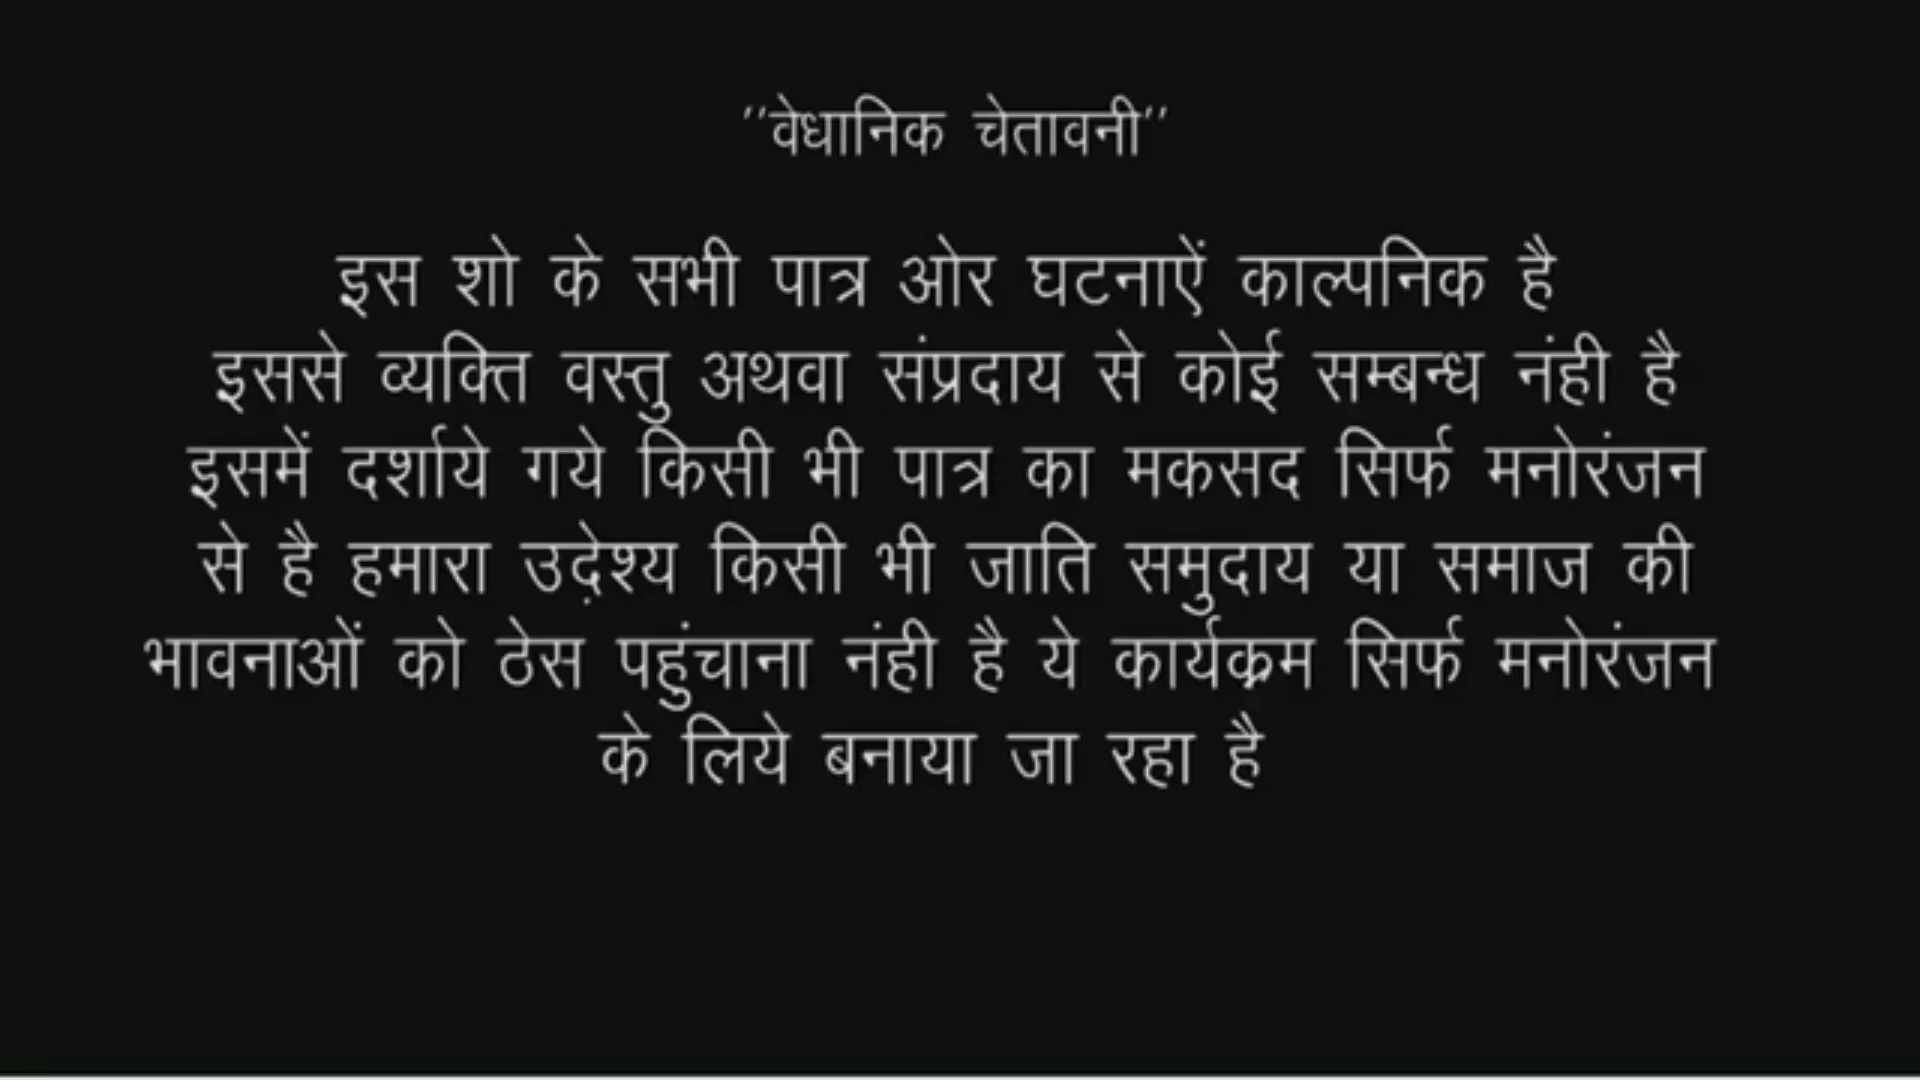 "वेधानिक चेतावनी"
इस शो के सभी पात्र ओर घटनाऐं काल्पनिक है
इससे व्यक्ति वस्तु अथवा संप्रदाय से कोई सम्बन्ध नंही है
इसमें दर्शाये गये किसी भी पात्र का मकसद सिर्फ मनोरंजन
से है हमारा उद़ेश्य किसी भी जाति समुदाय या समाज की
भावनाओं को ठेस पहुंचाना नंही है ये कार्यक्रम सिर्फ मनोरंजन
के लिये बनाया जा रहा है